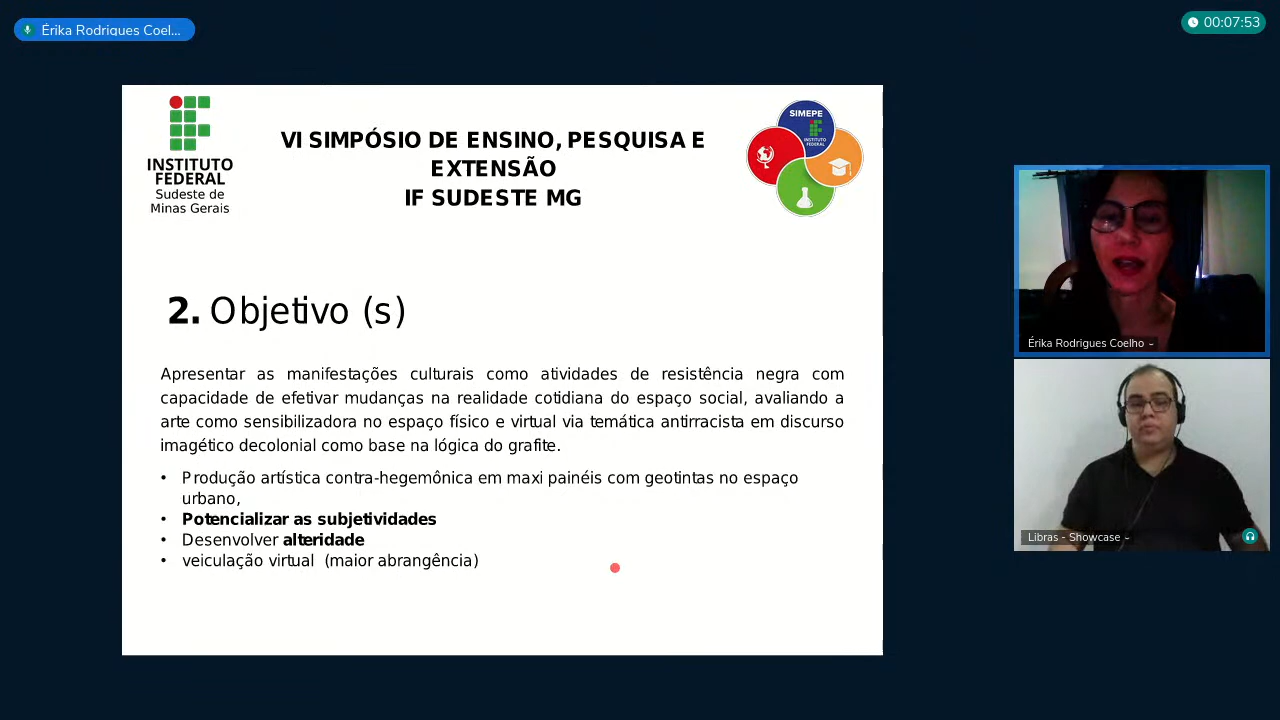 Érika Rodrigues Coel...
00:07:53
INSTITUTO
FEDERAL
Sudeste de
Minas Gerais
VI SIMPÓSIO DE ENSINO, PESQUISA E
EXTENSÃO
IF SUDESTE MG
SIMEPE
INSTITUTO
FEDERAL
2. Objetivo (s)
Apresentar as manifestações culturais como atividades de resistência negra com
capacidade de efetivar mudanças na realidade cotidiana do espaço social, avaliando a
arte como sensibilizadora no espaço físico e virtual via temática antirracista em discurso
imagético decolonial como base na lógica do grafite.
• Produção artística contra-hegemônica em maxi painéis com geotintas no espaço
urbano,
• Potencializar as subjetividades
• Desenvolver alteridade
• veiculação virtual (maior abrangência)
Érika Rodrigues Coelho
Libras - Showcase